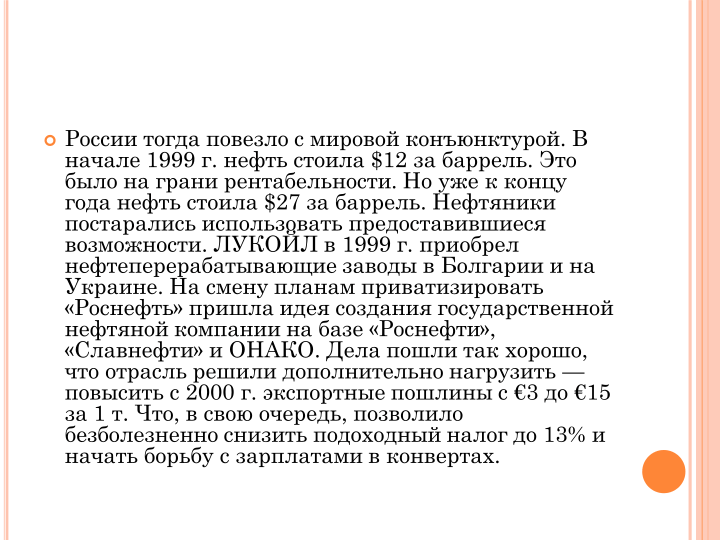 России тогда повезло с мировой конъюнктурой. В
начале 1999 г. нефть стоила $12 за баррель. Это
было на грани рентабельности. Но уже к концу
года нефть стоила $27 за баррель. Нефтяники
постарались использовать предоставившиеся
возможности. ЛУКОЙЛ в 1999 г. приобрел
нефтеперерабатывающие заводы в Болгарии и на
Украине. На смену планам приватизировать
«Роснефть» пришла идея создания государственной
нефтяной компании на базе «Роснефти»,
«Славнефти» и ОНАКО. Дела пошли так хорошо,
что отрасль решили дополнительно нагрузить —
повысить с 2000 г. экспортные пошлины с €3 до €15
за 1 т. Что, в свою очередь, позволило
безболезненно снизить подоходный налог до 13% и
начать борьбу с зарплатами в конвертах.